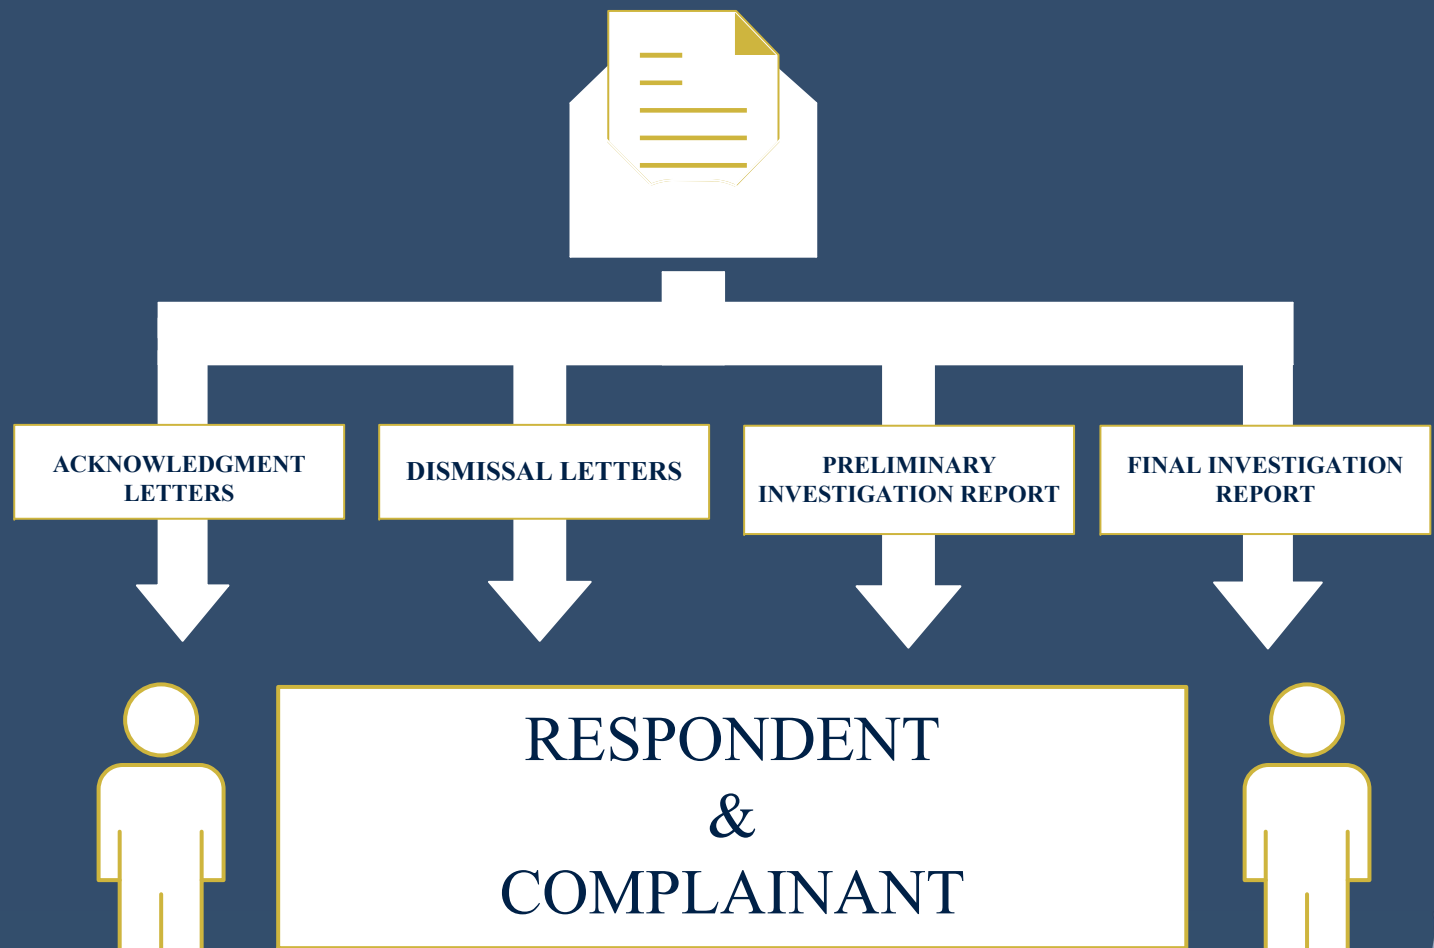 ACKNOWLEDGMENT
LETTERS
DISMISSAL LETTERS
PRELIMINARY
INVESTIGATION REPORT
FINAL INVESTIGATION
REPORT
RESPONDENT
&
COMPLAINANT